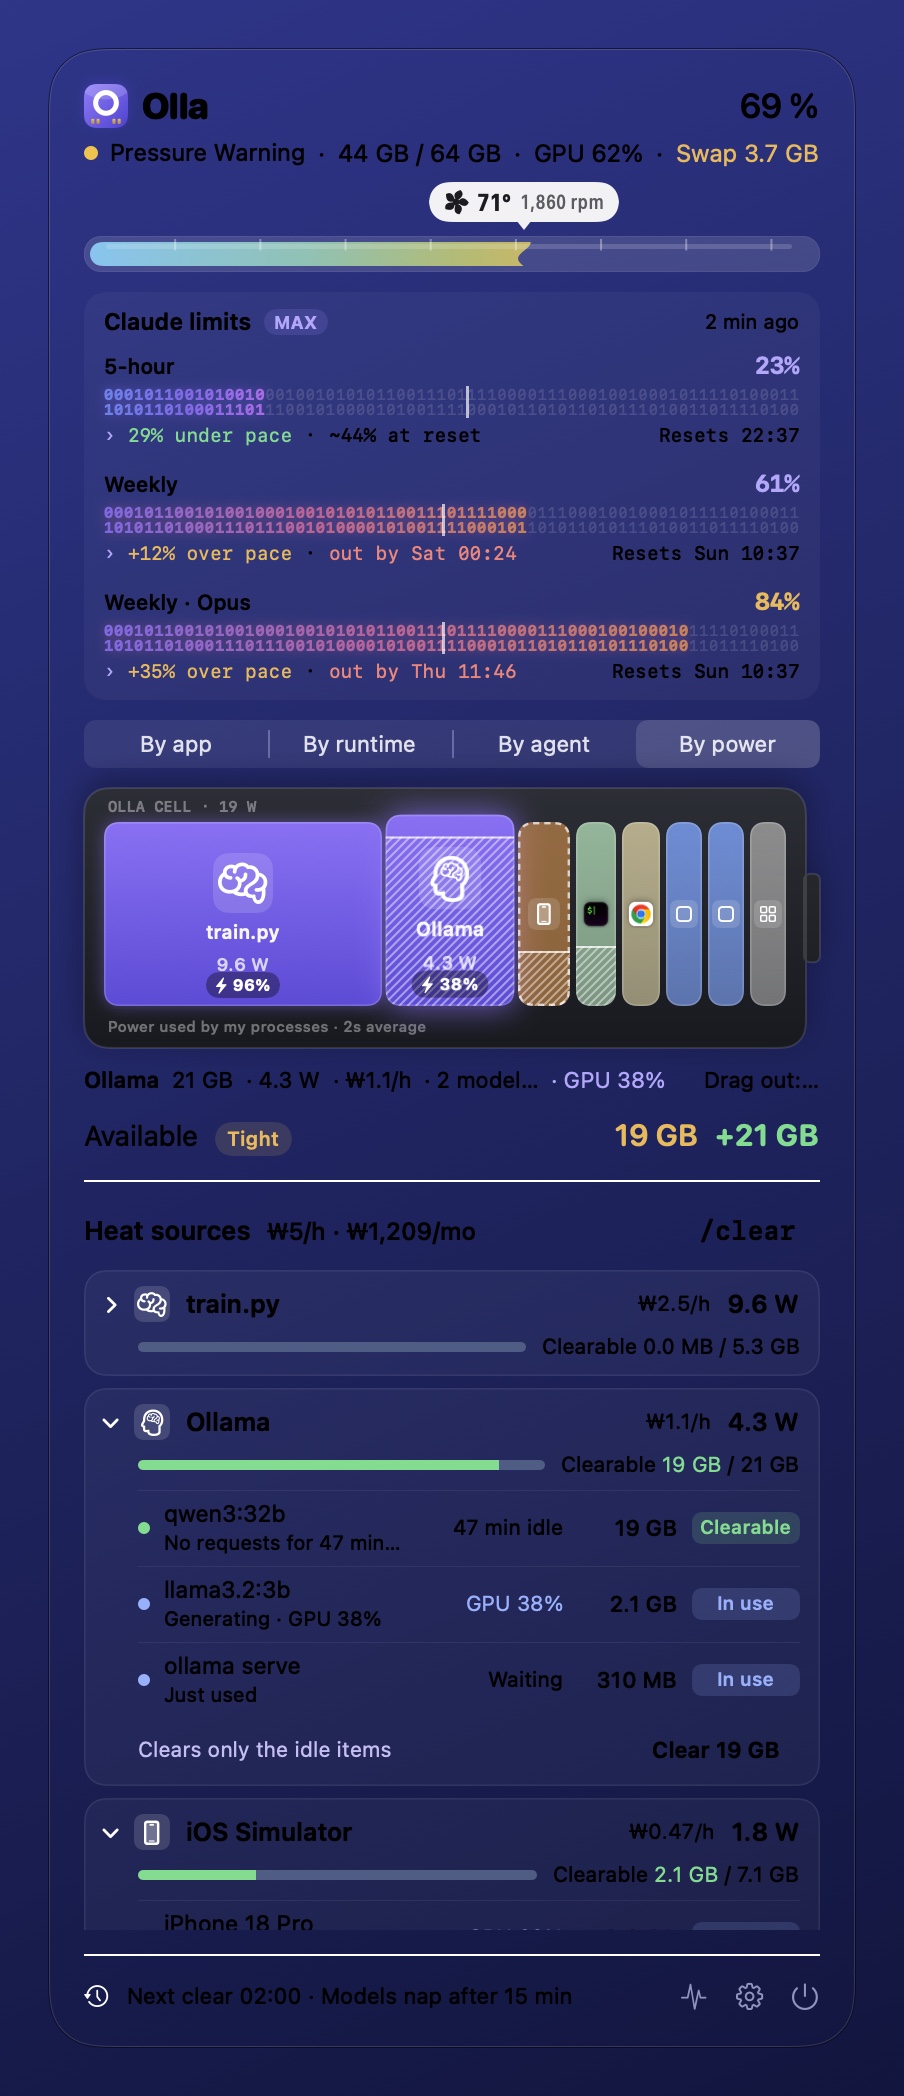 Olla 69 %
Pressure Warning · 44 GB / 64 GB · GPU 62% · Swap 3.7 GB
71° 1,860 rpm
Claude limits MAX 2 min ago
5-hour 23%
› 29% under pace · ~44% at reset Resets 22:37
Weekly 61%
› +12% over pace · out by Sat 00:24 Resets Sun 10:37
Weekly · Opus 84%
› +35% over pace · out by Thu 11:46 Resets Sun 10:37
By app By runtime By agent By power
OLLA CELL · 19 W
train.py
9.6 W
96%
Ollama
4.3 W
38%
Power used by my processes · 2s average
Ollama 21 GB · 4.3 W · ₩1.1/h · 2 model... · GPU 38% Drag out:...
Available Tight 19 GB +21 GB
Heat sources ₩5/h · ₩1,209/mo /clear
train.py ₩2.5/h 9.6 W
Clearable 0.0 MB / 5.3 GB
Ollama ₩1.1/h 4.3 W
Clearable 19 GB / 21 GB
qwen3:32b
No requests for 47 min... 47 min idle 19 GB Clearable
llama3.2:3b
Generating · GPU 38% GPU 38% 2.1 GB In use
ollama serve
Just used Waiting 310 MB In use
Clears only the idle items Clear 19 GB
iOS Simulator ₩0.47/h 1.8 W
Clearable 2.1 GB / 7.1 GB
iPhone 18 Pro
Next clear 02:00 · Models nap after 15 min